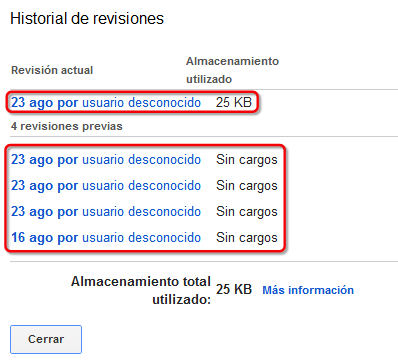 Historial de revisiones
Revisión actual
Almacenamiento
utilizado
23 ago por usuario desconocido 25 KB
4 revisiones previas
23 ago por usuario desconocido Sin cargos
23 ago por usuario desconocido Sin cargos
23 ago por usuario desconocido Sin cargos
16 ago por usuario desconocido Sin cargos
Almacenamiento total
utilizado: 25 KB Más información
Cerrar